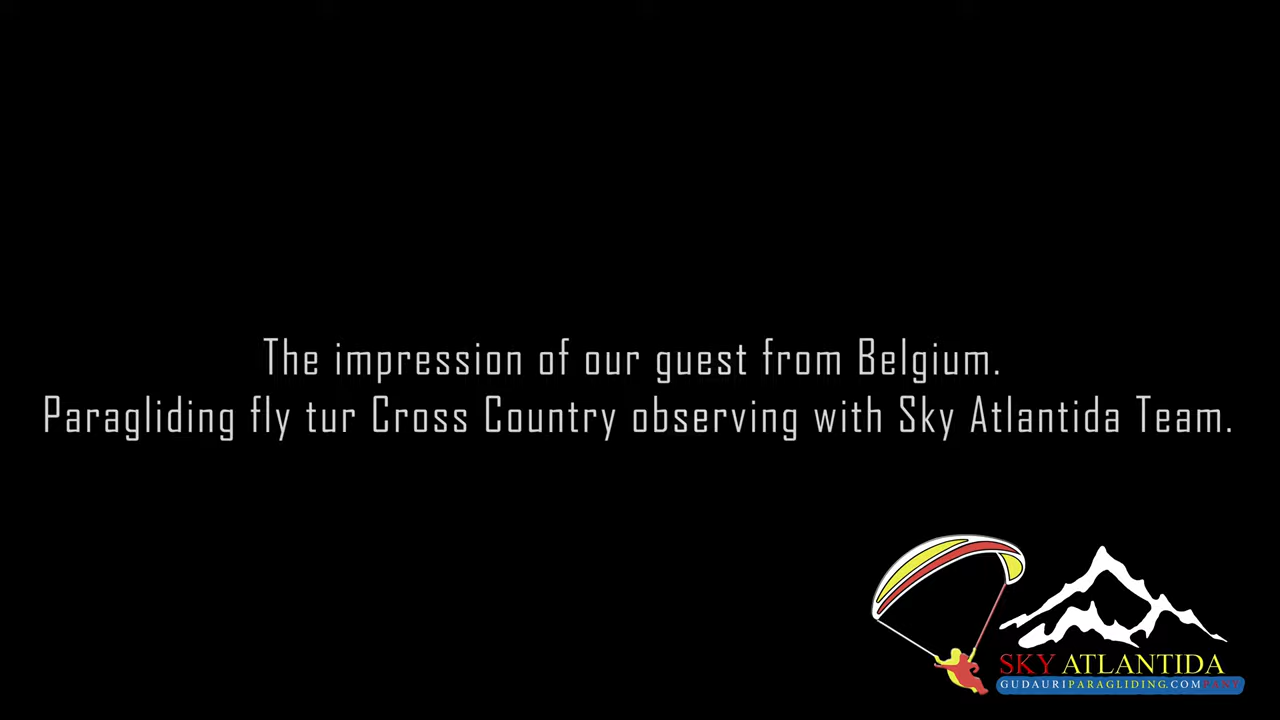 The impression of our guest from Belgium.
Paragliding fly tur Cross Country observing with Sky Atlantida Team.
SKY ATLANTIDA
GUDAURIPARAGLIDING.COMPANY